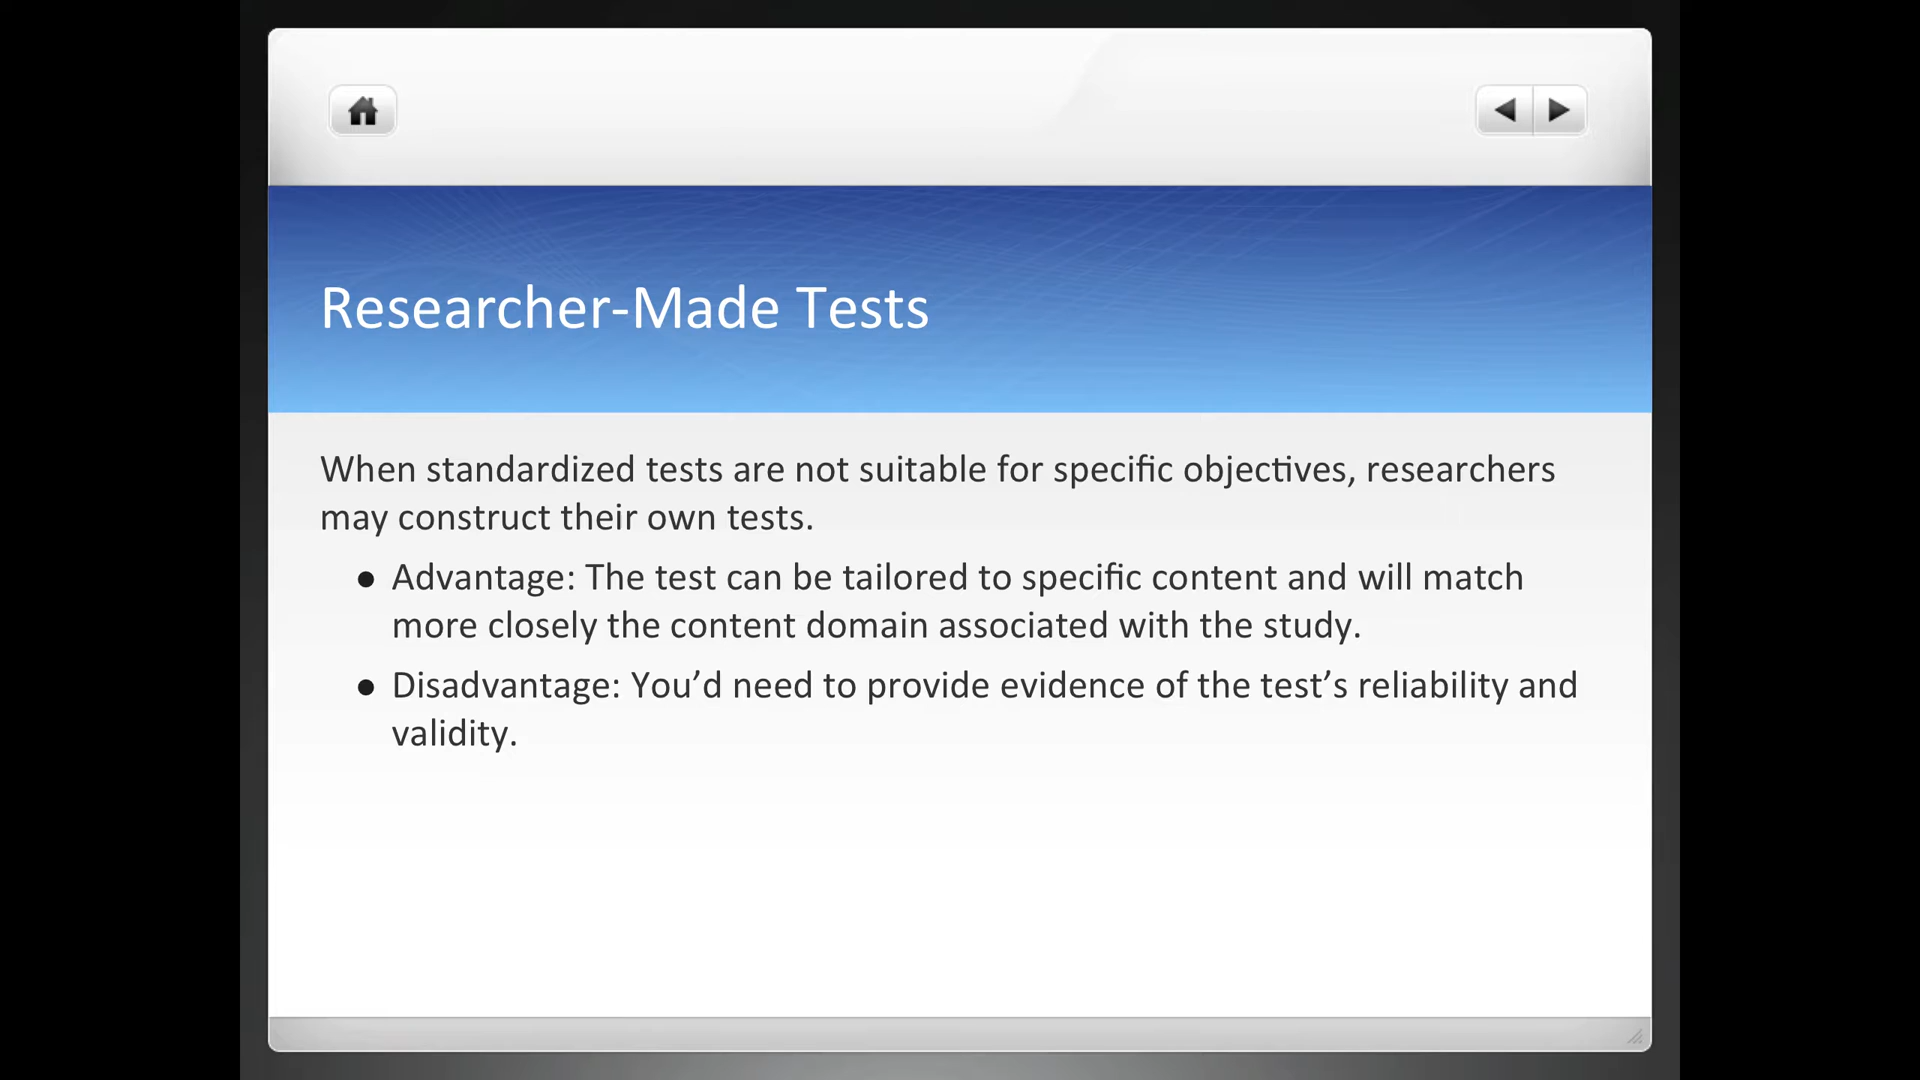 Researcher-Made Tests
When standardized tests are not suitable for specific objectives, researchers
may construct their own tests.
● Advantage: The test can be tailored to specific content and will match
more closely the content domain associated with the study.
● Disadvantage: You’d need to provide evidence of the test’s reliability and
validity.